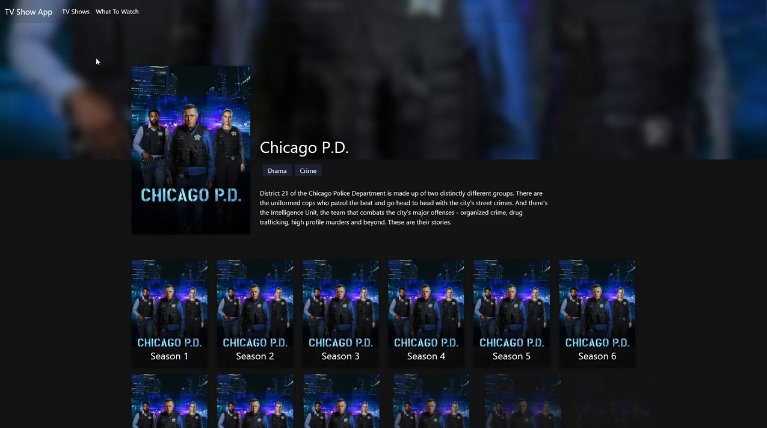 TV Show App TV Shows What To Watch
CHICAGO P.D.
Chicago P.D.
Drama Crime
District 21 of the Chicago Police Department is made up of two distinctly different groups. There are
the uniformed cops who patrol the beat and go head to head with the city's street crimes. And there's
the Intelligence Unit, the team that combats the city's major offenses - organized crime, drug
trafficking, high profile murders and beyond. These are their stories.
CHICAGO P.D. CHICAGO P.D. CHICAGO P.D. CHICAGO P.D. CHICAGO P.D. CHICAGO P.D.
Season 1 Season 2 Season 3 Season 4 Season 5 Season 6